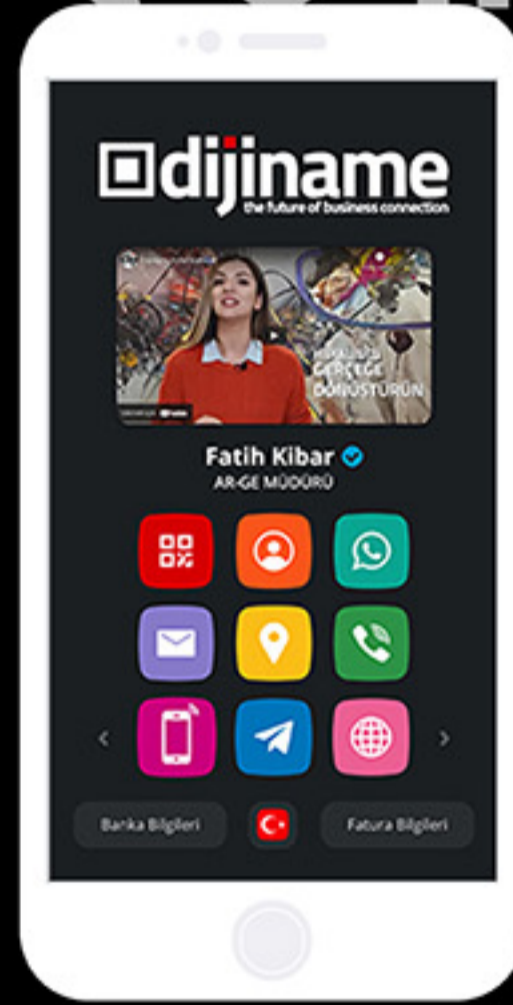 dijiname
the future of business connection
GERÇEĞE
DÖNÜŞTÜRÜN
Fatih Kibar
AR-GE MÜDÜRÜ
Banka Bilgileri
Fatura Bilgileri